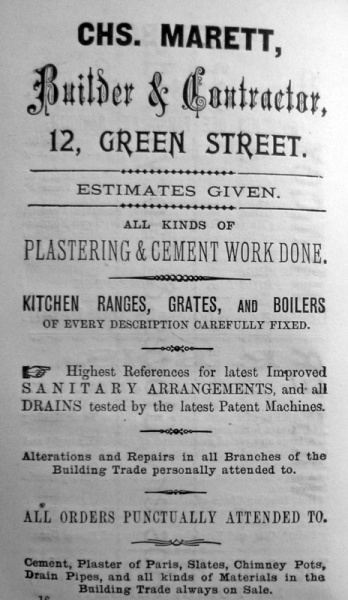 CHS. MARETT,
Builder & Contractor,
12, GREEN STREET.
ESTIMATES GIVEN.
ALL KINDS OF
PLASTERING & CEMENT WORK DONE.
KITCHEN RANGES, GRATES, AND BOILERS
OF EVERY DESCRIPTION CAREFULLY FIXED.
☞ Highest References for latest Improved
SANITARY ARRANGEMENTS, and all
DRAINS tested by the latest Patent Machines.
Alterations and Repairs in all Branches of the
Building Trade personally attended to.
ALL ORDERS PUNCTUALLY ATTENDED TO.
Cement, Plaster of Paris, Slates, Chimney Pots,
Drain Pipes, and all kinds of Materials in the
Building Trade always on Sale.